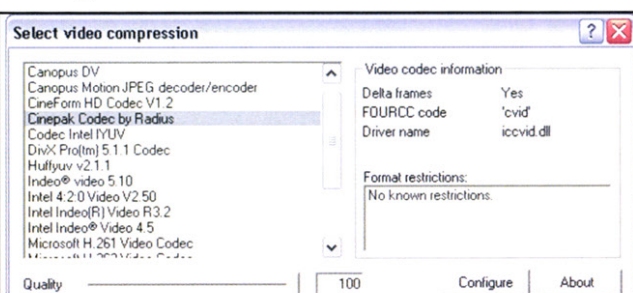 Select video compression
Canopus DV
Canopus Motion JPEG decoder/encoder
CineForm HD Codec V1.2
Cinepak Codec by Radius
Codec Intel IYUV
DivX Pro(tm) 5.1.1 Codec
Huffyuv v2.1.1
Indeo® video 5.10
Intel 4:2:0 Video V2.50
Intel Indeo(R) Video R3.2
Intel Indeo® Video 4.5
Microsoft H.261 Video Codec
Video codec information
Delta frames Yes
FOURCC code 'cvid'
Driver name iccvid.dll
Format restrictions:
No known restrictions.
Quality 100 Configure About